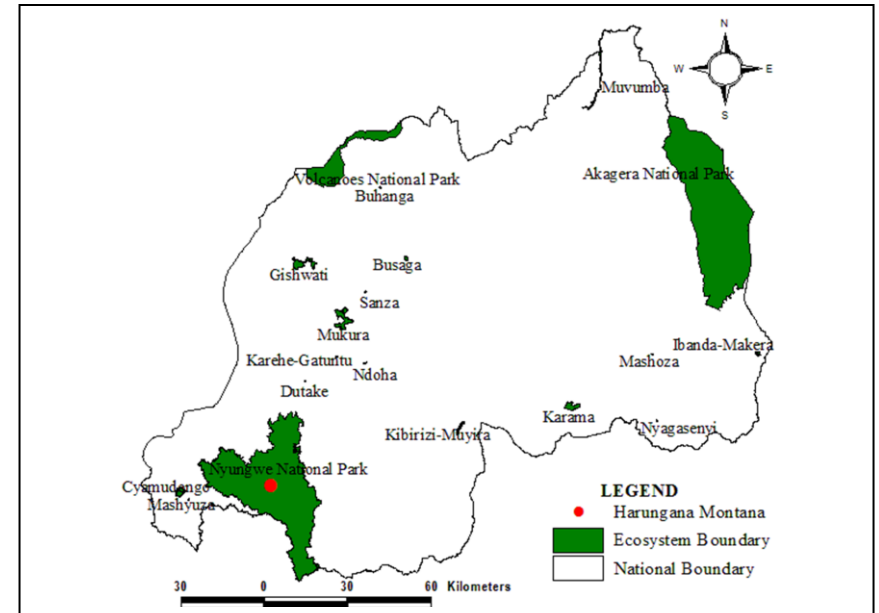 N
W E
S
Muvumba
Akagera National Park
Volcanoes National Park
Buhanga
Gishwati
Busaga
Sanza
Mukura
Ibanda-Makera
Mashoza
Karehe-Gaturitu
Ndoha
Dutake
Karama
Nyagasenyi
Kibirizi-Muyira
Nyungwe National Park
Cyamudongo
Mashyuza
LEGEND
Harungana Montana
Ecosystem Boundary
National Boundary
30 0 30 60 Kilometers